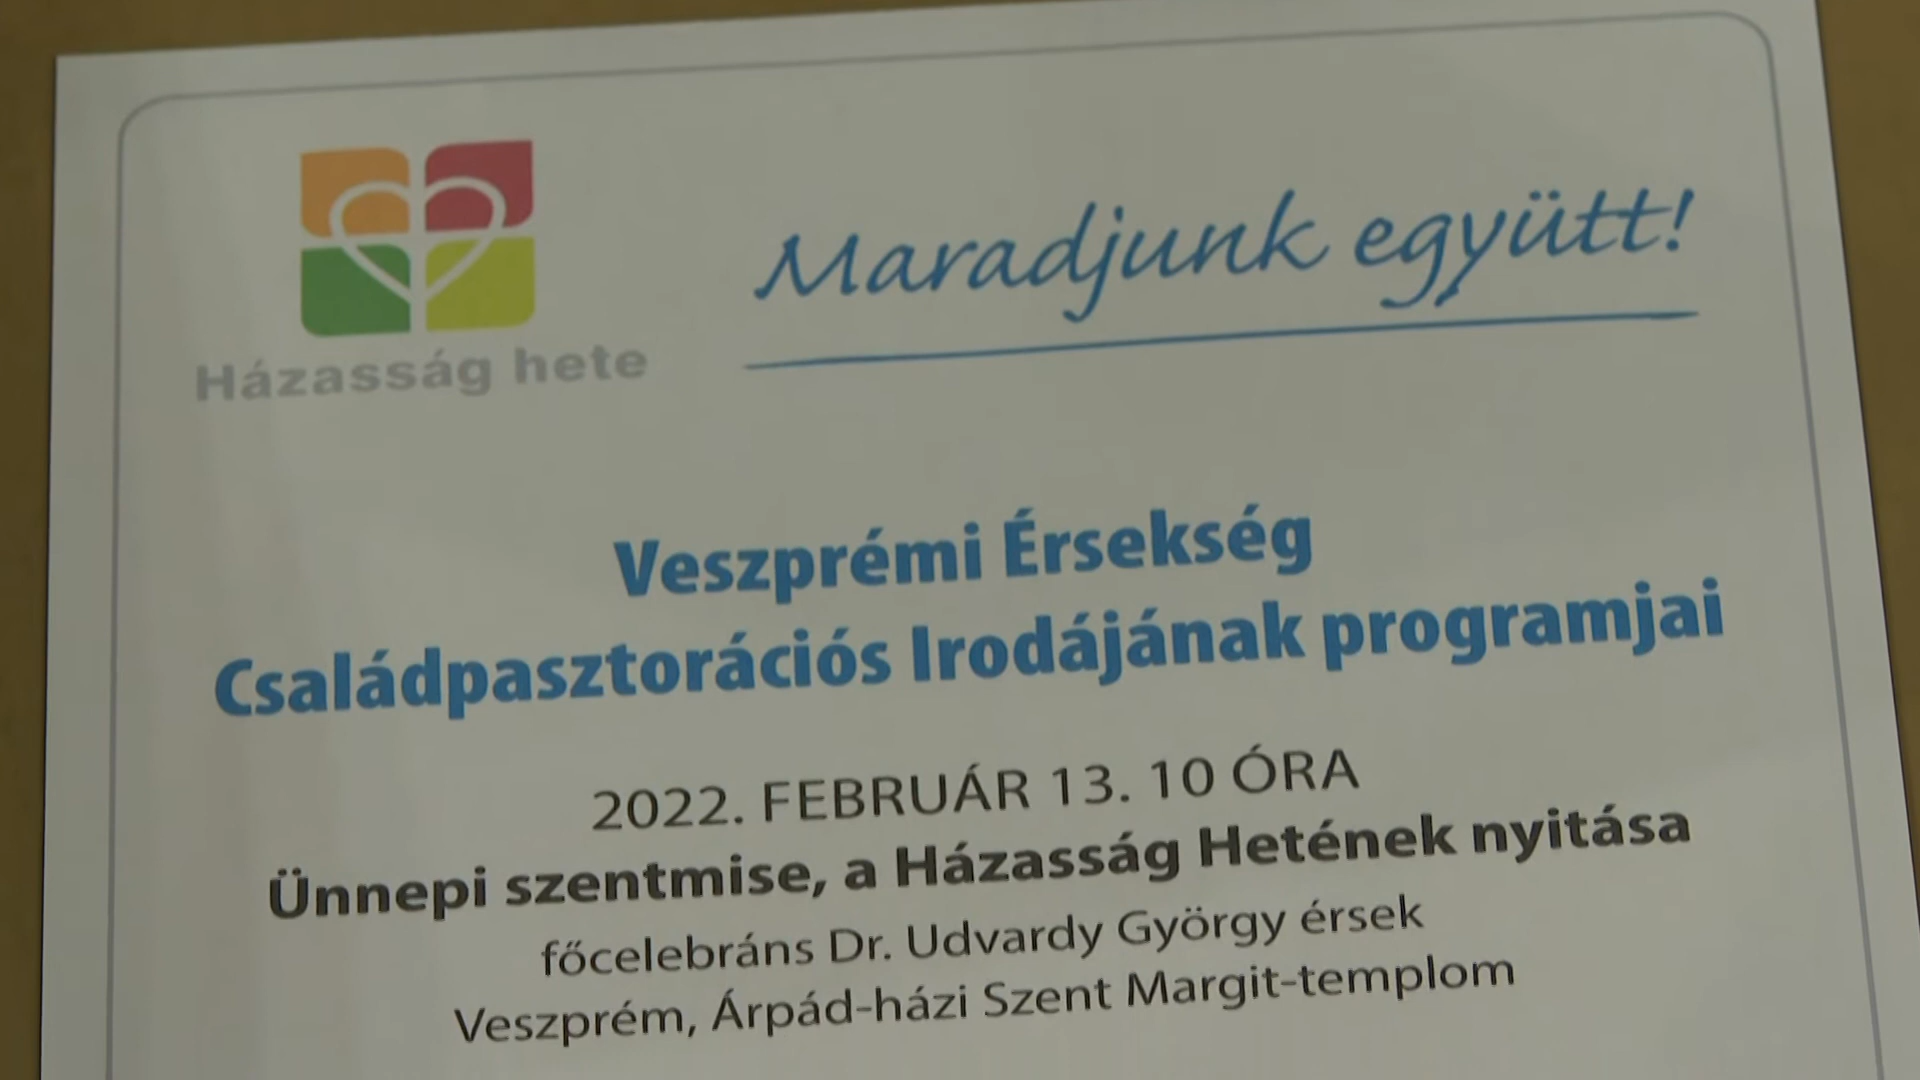 Házasság hete
Maradjunk együtt!
Veszprémi Érsekség
Családpasztorációs Irodájának programjai
2022. FEBRUÁR 13. 10 ÓRA
Ünnepi szentmise, a Házasság Hetének nyitása
főcelebráns Dr. Udvardy György érsek
Veszprém, Árpád-házi Szent Margit-templom